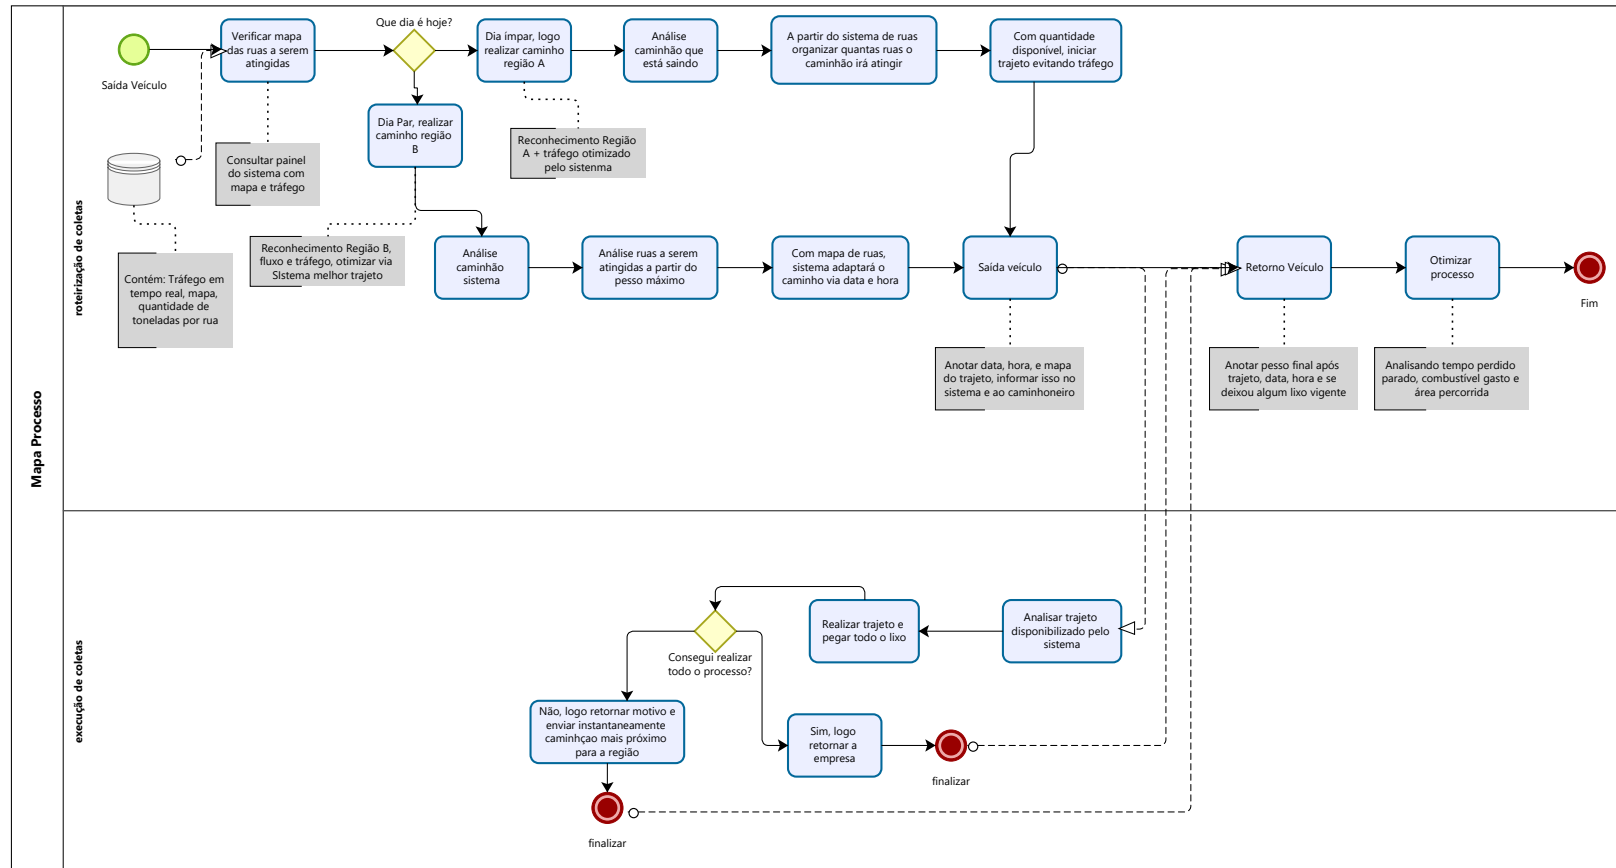 Mapa Processo
roteirização de coletas
Saída Veículo
Verificar mapa
das ruas a serem
atingidas
Que dia é hoje?
Dia ímpar, logo
realizar caminho
região A
Análise
caminhão que
está saindo
A partir do sistema de ruas
organizar quantas ruas o
caminhão irá atingir
Com quantidade
disponível, iniciar
trajeto evitando tráfego
Dia Par, realizar
caminho região
B
Consultar painel
do sistema com
mapa e tráfego
Reconhecimento Região
A + tráfego otimizado
pelo sistenma
Contém: Tráfego em
tempo real, mapa,
quantidade de
toneladas por rua
Reconhecimento Região B,
fluxo e tráfego, otimizar via
SIstema melhor trajeto
Análise
caminhão
sistema
Análise ruas a serem
atingidas a partir do
pesso máximo
Com mapa de ruas,
sistema adaptará o
caminho via data e hora
Saída veículo
Retorno Veículo
Otimizar
processo
Fim
Anotar data, hora, e mapa
do trajeto, informar isso no
sistema e ao caminhoneiro
Anotar pesso final após
trajeto, data, hora e se
deixou algum lixo vigente
Analisando tempo perdido
parado, combustível gasto e
área percorrida
execução de coletas
Analisar trajeto
disponibilizado pelo
sistema
Realizar trajeto e
pegar todo o lixo
Consegui realizar
todo o processo?
Não, logo retornar motivo e
enviar instantaneamente
caminhçao mais próximo
para a região
Sim, logo
retornar a
empresa
finalizar
finalizar